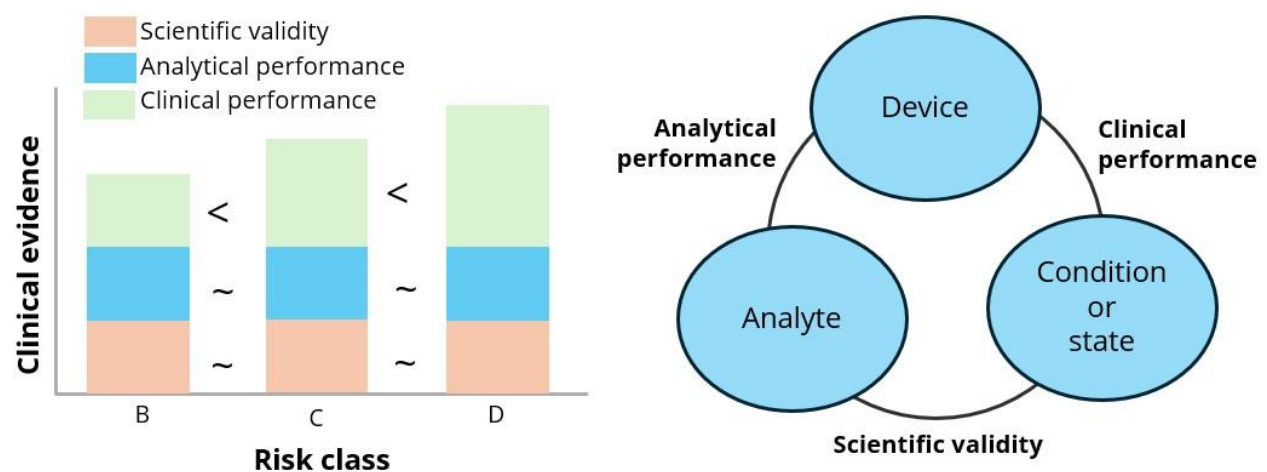 Scientific validity
Analytical performance
Clinical performance
Clinical evidence
<
<
~
~
~
~
B
C
D
Risk class
Device
Analytical
performance
Clinical
performance
Analyte
Condition
or
state
Scientific validity